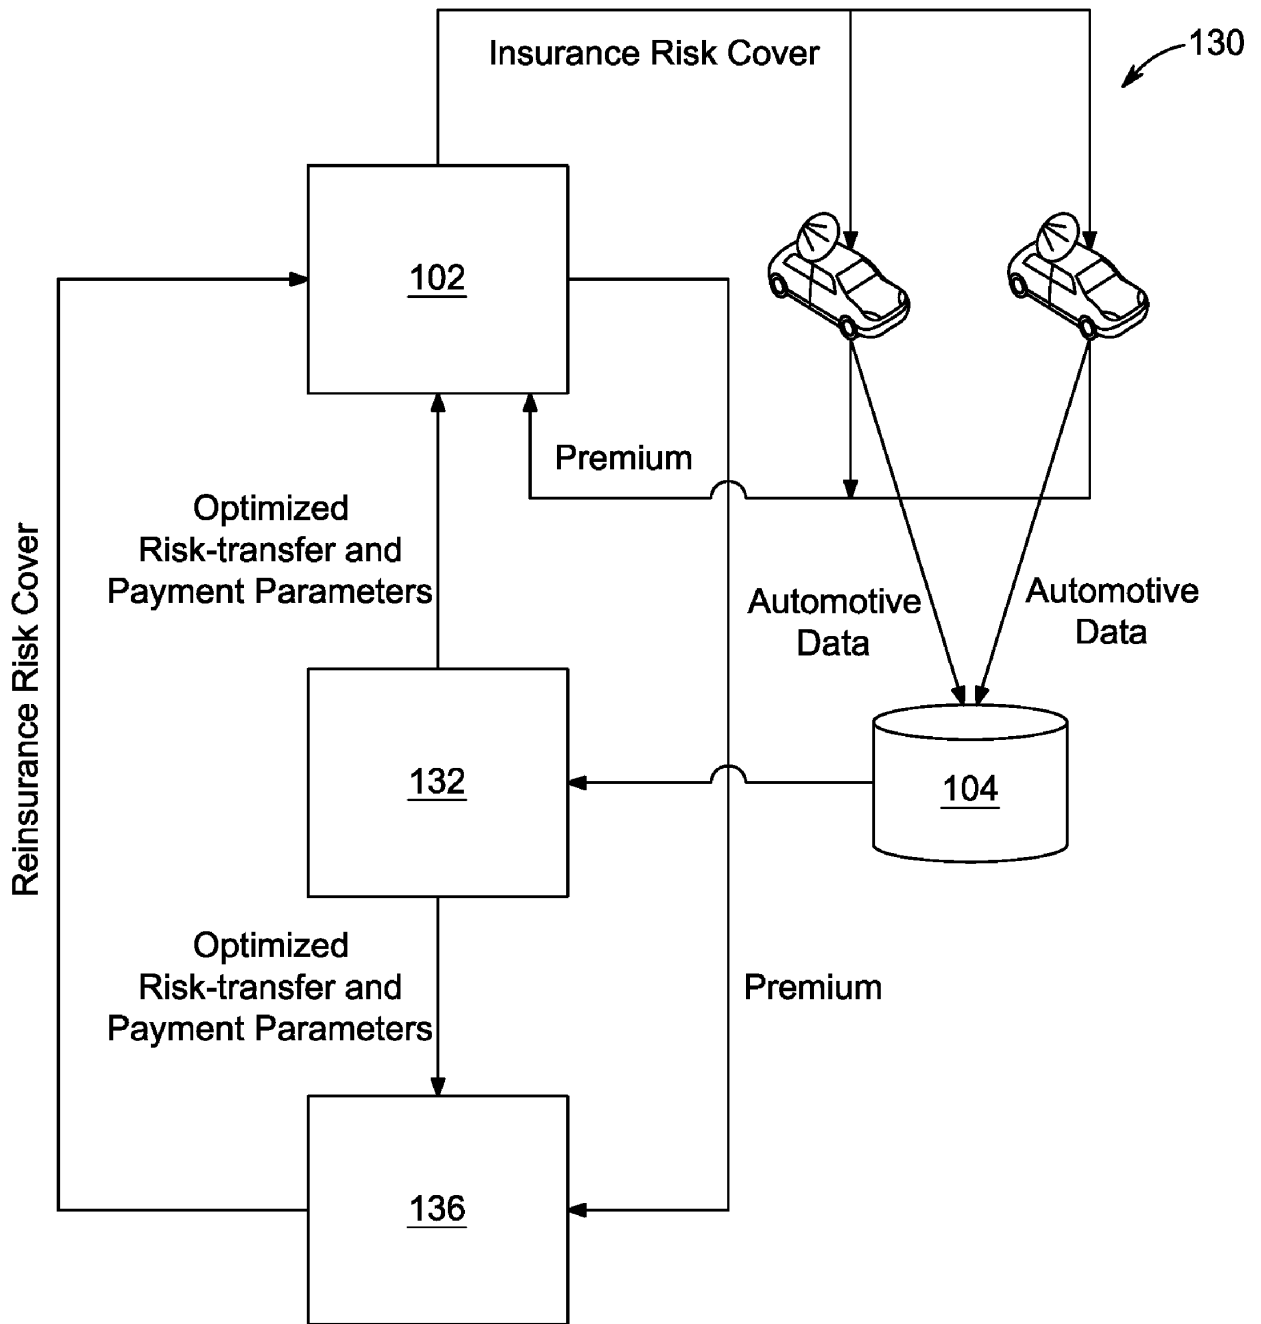 Insurance Risk Cover
130
102
Premium
Optimized
Risk-transfer and
Payment Parameters
Reinsurance Risk Cover
Automotive
Data
Automotive
Data
132
104
Optimized
Risk-transfer and
Payment Parameters
Premium
136